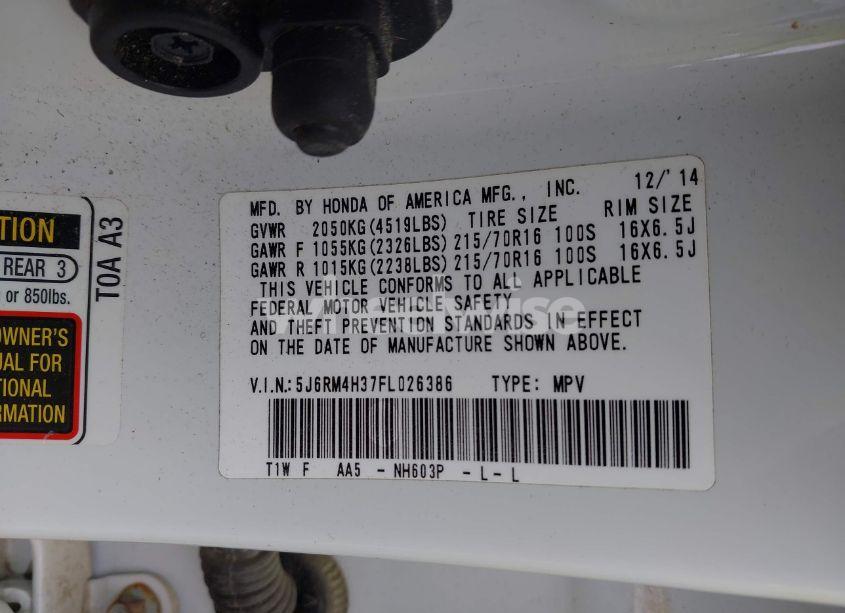 TION
REAR 3
or 850lbs.
OWNER'S
UAL FOR
TIONAL
RMATION
TOA A3
MFD. BY HONDA OF AMERICA MFG., INC. 12/'14
GVWR 2050KG(4519LBS) TIRE SIZE RIM SIZE
GAWR F 1055KG(2326LBS) 215/70R16 100S 16X6.5J
GAWR R 1015KG(2238LBS) 215/70R16 100S 16X6.5J
THIS VEHICLE CONFORMS TO ALL APPLICABLE
FEDERAL MOTOR VEHICLE SAFETY
AND THEFT PREVENTION STANDARDS IN EFFECT
ON THE DATE OF MANUFACTURE SHOWN ABOVE.
V.I.N.:5J6RM4H37FL026386 TYPE: MPV
T1W F AA5 - NH603P - L - L